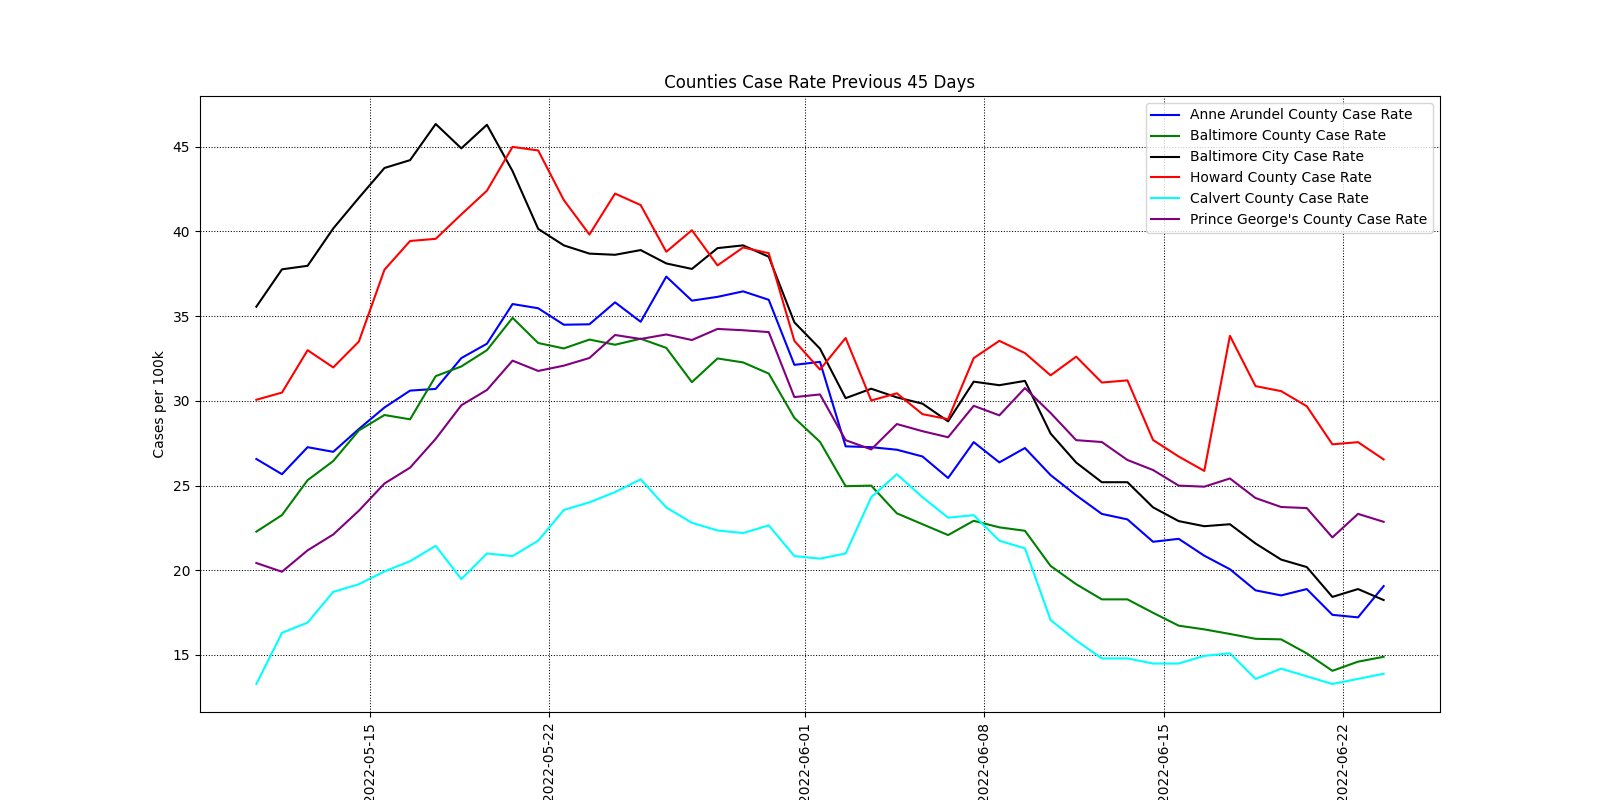 Counties Case Rate Previous 45 Days
Anne Arundel County Case Rate
Baltimore County Case Rate
Baltimore City Case Rate
Howard County Case Rate
Calvert County Case Rate
Prince George's County Case Rate
Cases per 100k
45
40
35
30
25
20
15
2022-05-15
2022-05-22
2022-06-01
2022-06-08
2022-06-15
2022-06-22